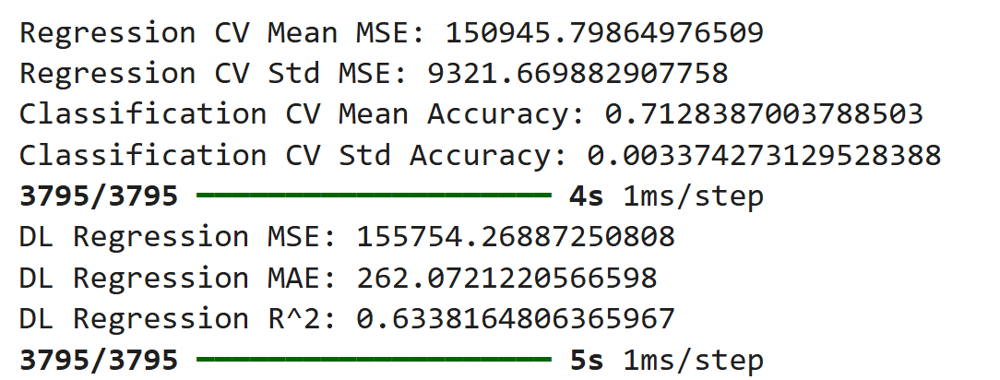 Regression CV Mean MSE: 150945.79864976509
Regression CV Std MSE: 9321.669882907758
Classification CV Mean Accuracy: 0.7128387003788503
Classification CV Std Accuracy: 0.003374273129528388
3795/3795 ━━━━━━━━━━━━━━━━━━━━ 4s 1ms/step
DL Regression MSE: 155754.26887250808
DL Regression MAE: 262.0721220566598
DL Regression R^2: 0.6338164806365967
3795/3795 ━━━━━━━━━━━━━━━━━━━━ 5s 1ms/step